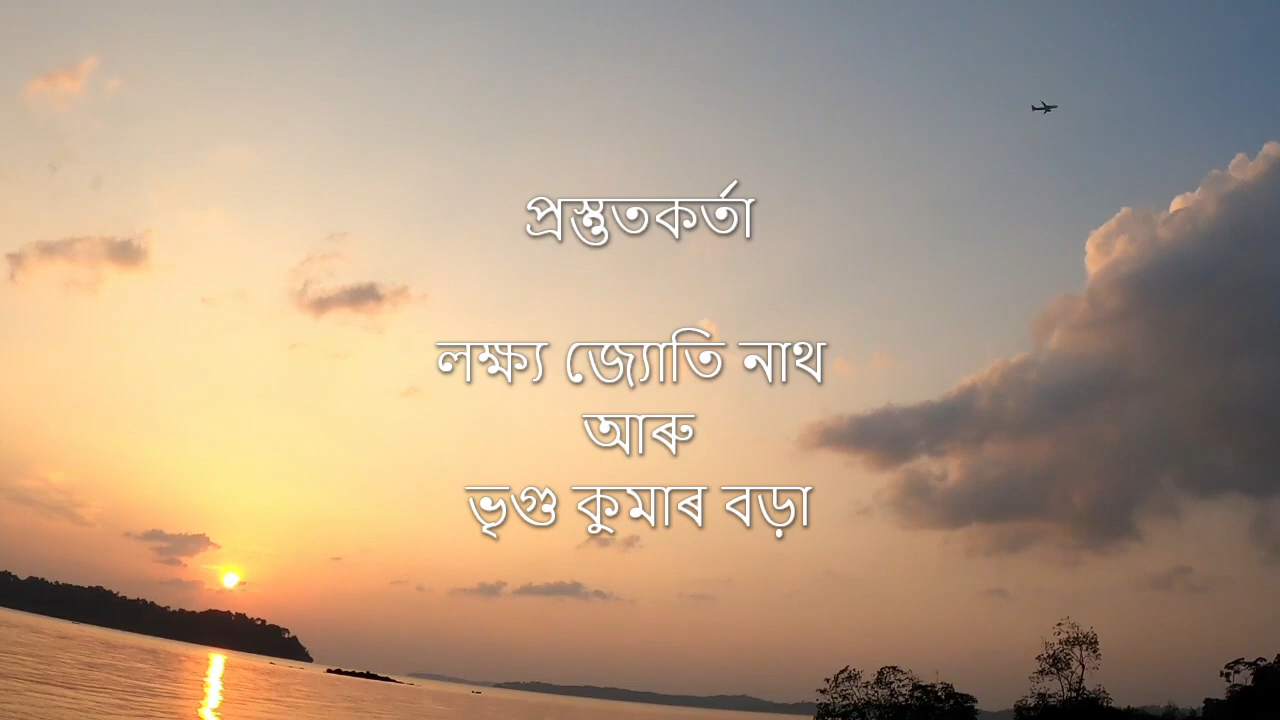 প্ৰস্তুতকৰ্তা
লক্ষ্য জ্যোতি নাথ
আৰু
ভৃগু কুমাৰ বড়া